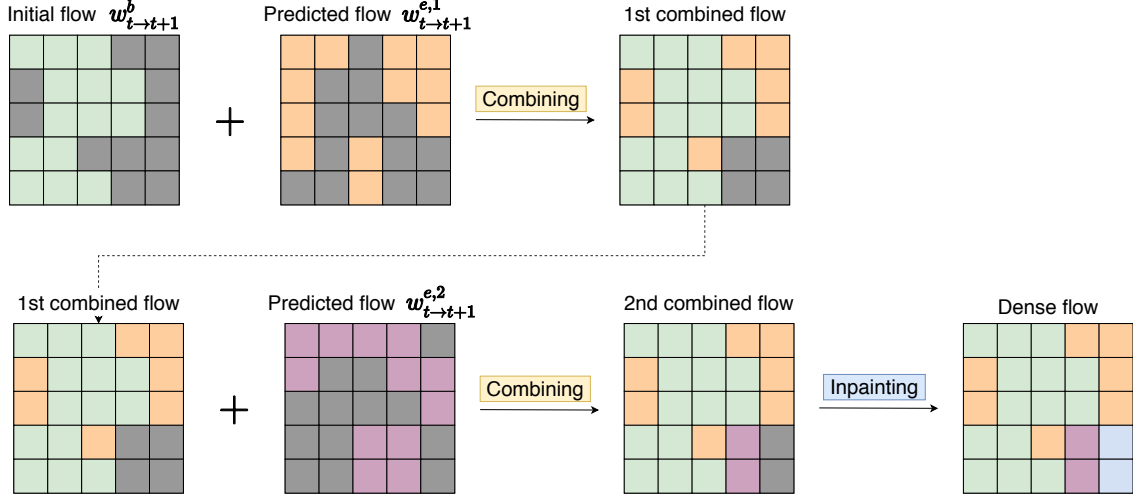 Initial flow w^b_{t→t+1}
Predicted flow w^{e,1}_{t→t+1}
1st combined flow
+
Combining
1st combined flow
Predicted flow w^{e,2}_{t→t+1}
2nd combined flow
Dense flow
+
Combining
Inpainting